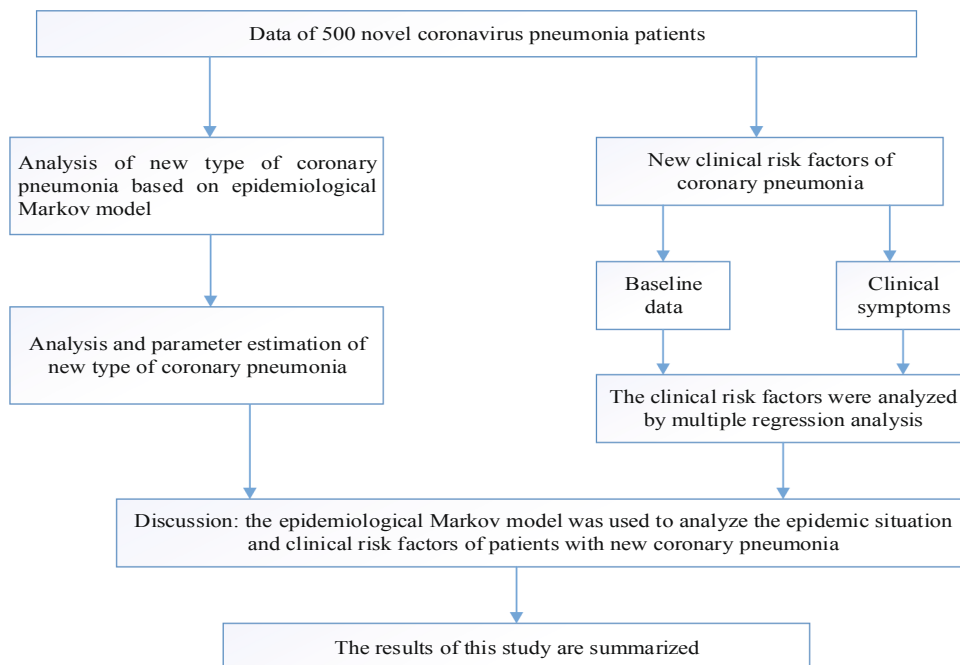 Data of 500 novel coronavirus pneumonia patients
Analysis of new type of coronary
pneumonia based on epidemiological
Markov model
New clinical risk factors of
coronary pneumonia
Baseline
data
Clinical
symptoms
Analysis and parameter estimation of
new type of coronary pneumonia
The clinical risk factors were analyzed
by multiple regression analysis
Discussion: the epidemiological Markov model was used to analyze the epidemic situation
and clinical risk factors of patients with new coronary pneumonia
The results of this study are summarized